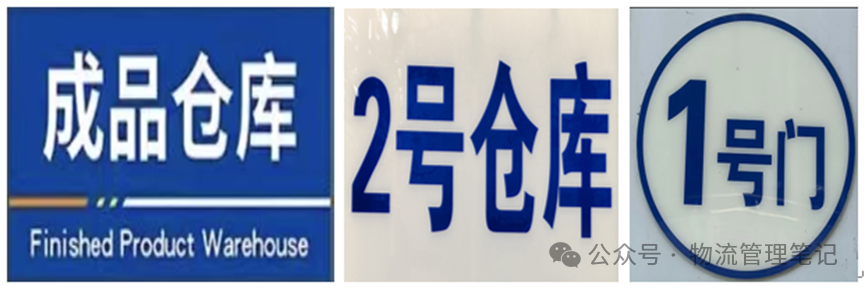 成品仓库
Finished Product Warehouse
2号仓库
1号门
公众号·物流管理笔记